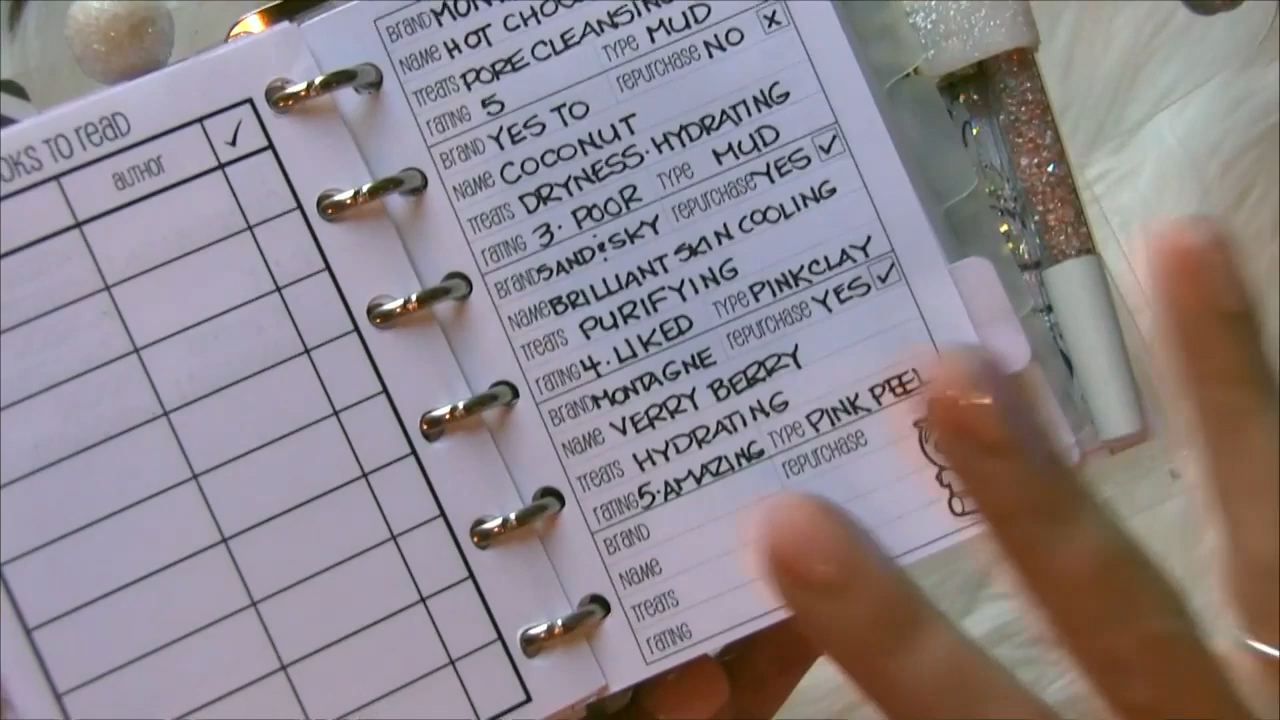 OKS TO READ
AUTHOR ✓
BRAND
NAME HOT
TREATS PORE CLEANSING
RATING 5 TYPE MUD
BRAND YES TO REPURCHASE NO X
NAME COCONUT
TREATS DRYNESS · HYDRATING
RATING 3 · POOR TYPE MUD
BRAND SAND & SKY REPURCHASE YES ✓
NAME BRILLIANT SKIN COOLING
TREATS PURIFYING
RATING 4 · LIKED TYPE PINK CLAY
BRAND MONTAGNE REPURCHASE YES ✓
NAME VERRY BERRY
TREATS HYDRATING
RATING 5 · AMAZING TYPE PINK PEEL
BRAND REPURCHASE
NAME
TREATS
RATING